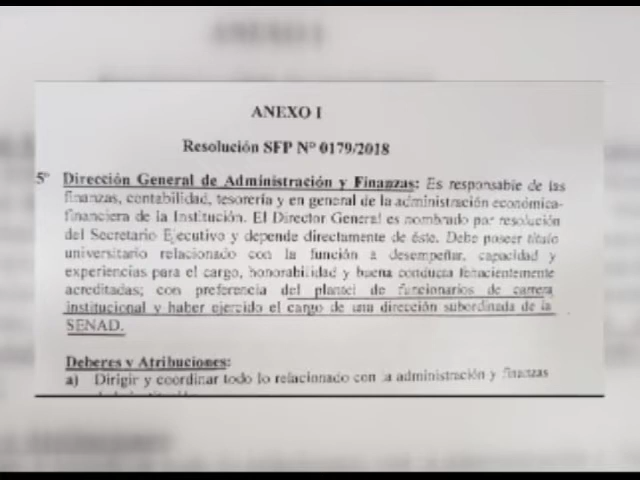 ANEXO I
Resolución SFP Nº 0179/2018
5º Dirección General de Administración y Finanzas: Es responsable de las
finanzas, contabilidad, tesorería y en general de la administración económica-
financiera de la Institución. El Director General es nombrado por resolución
del Secretario Ejecutivo y depende directamente de éste. Debe poseer título
universitario relacionado con la función a desempeñar, capacidad y
experiencias para el cargo, honorabilidad y buena conducta fehacientemente
acreditadas; con preferencia del plantel de funcionarios de carrera
institucional y haber ejercido el cargo de una dirección subordinada de la
SENAD.
Deberes y Atribuciones:
a) Dirigir y coordinar todo lo relacionado con la administración y finanzas